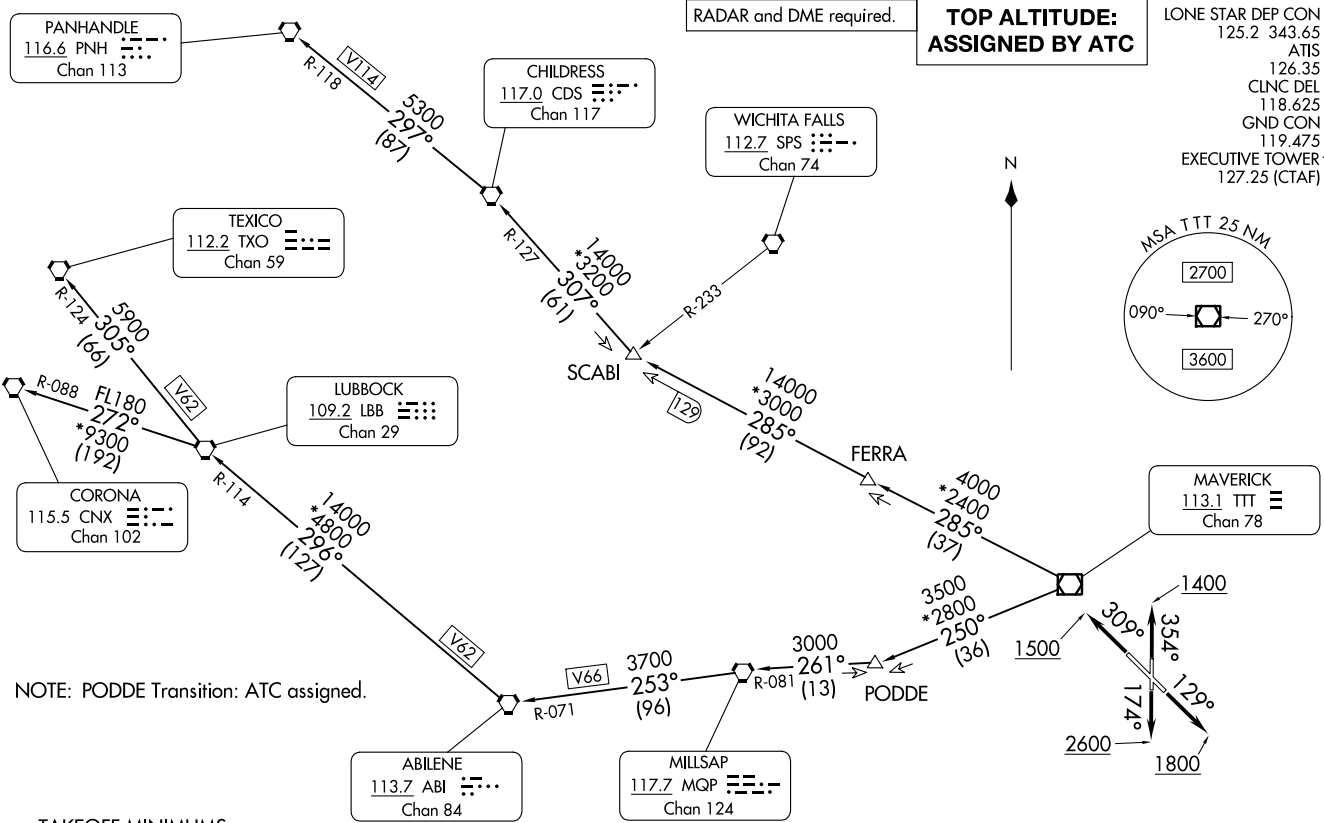 RADAR and DME required.
TOP ALTITUDE:
ASSIGNED BY ATC
LONE STAR DEP CON
125.2 343.65
ATIS
126.35
CLNC DEL
118.625
GND CON
119.475
EXECUTIVE TOWER
127.25 (CTAF)
PANHANDLE
116.6 PNH
Chan 113
R-118
V114
5300
297°
(87)
CHILDRESS
117.0 CDS
Chan 117
WICHITA FALLS
112.7 SPS
Chan 74
N
MSA TTT 25 NM
2700
090°
270°
3600
TEXICO
112.2 TXO
Chan 59
R-127
14000
*3200
307°
(61)
R-233
SCABI
R-124
5900
305°
(66)
V62
R-088
FL180
272°
*9300
(192)
LUBBOCK
109.2 LBB
Chan 29
129
14000
*3000
285°
(92)
FERRA
CORONA
115.5 CNX
Chan 102
R-114
14000
*4800
296°
(127)
V62
4000
*2400
285°
(37)
MAVERICK
113.1 TTT
Chan 78
3500
*2800
250°
(36)
1400
1500
309°
354°
174°
129°
2600
1800
NOTE: PODDE Transition: ATC assigned.
R-071
V66
3700
253°
(96)
R-081
3000
261°
(13)
PODDE
ABILENE
113.7 ABI
Chan 84
MILLSAP
117.7 MQP
Chan 124
TAKEOFF MINIMUMS